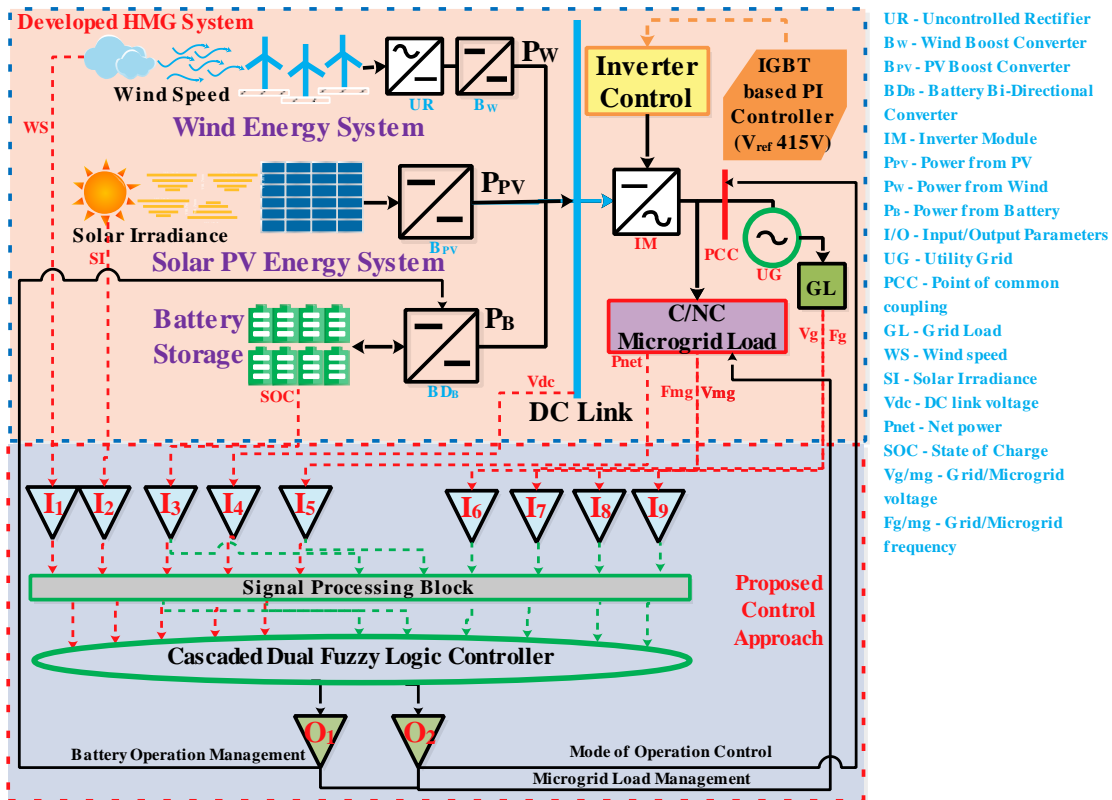 Developed HMG System
Wind Speed
Wind Energy System
UR
Bw
Pw
WS
Inverter
Control
IGBT
based PI
Controller
(Vref 415V)
Solar Irradiance
SI
Solar PV Energy System
BPV
PPV
IM
PCC
UG
GL
Battery
Storage
SOC
BDB
PB
Vdc
DC Link
C/NC
Microgrid Load
Pnet
Fmg
Vmg
Vg
Fg
I1
I2
I3
I4
I5
I6
I7
I8
I9
Signal Processing Block
Cascaded Dual Fuzzy Logic Controller
Proposed
Control
Approach
O1
O2
Battery Operation Management
Mode of Operation Control
Microgrid Load Management
UR - Uncontrolled Rectifier
Bw - Wind Boost Converter
BPV - PV Boost Converter
BDB - Battery Bi-Directional
Converter
IM - Inverter Module
PPV - Power from PV
Pw - Power from Wind
PB - Power from Battery
I/O - Input/Output Parameters
UG - Utility Grid
PCC - Point of common
coupling
GL - Grid Load
WS - Wind speed
SI - Solar Irradiance
Vdc - DC link voltage
Pnet - Net power
SOC - State of Charge
Vg/mg - Grid/Microgrid
voltage
Fg/mg - Grid/Microgrid
frequency